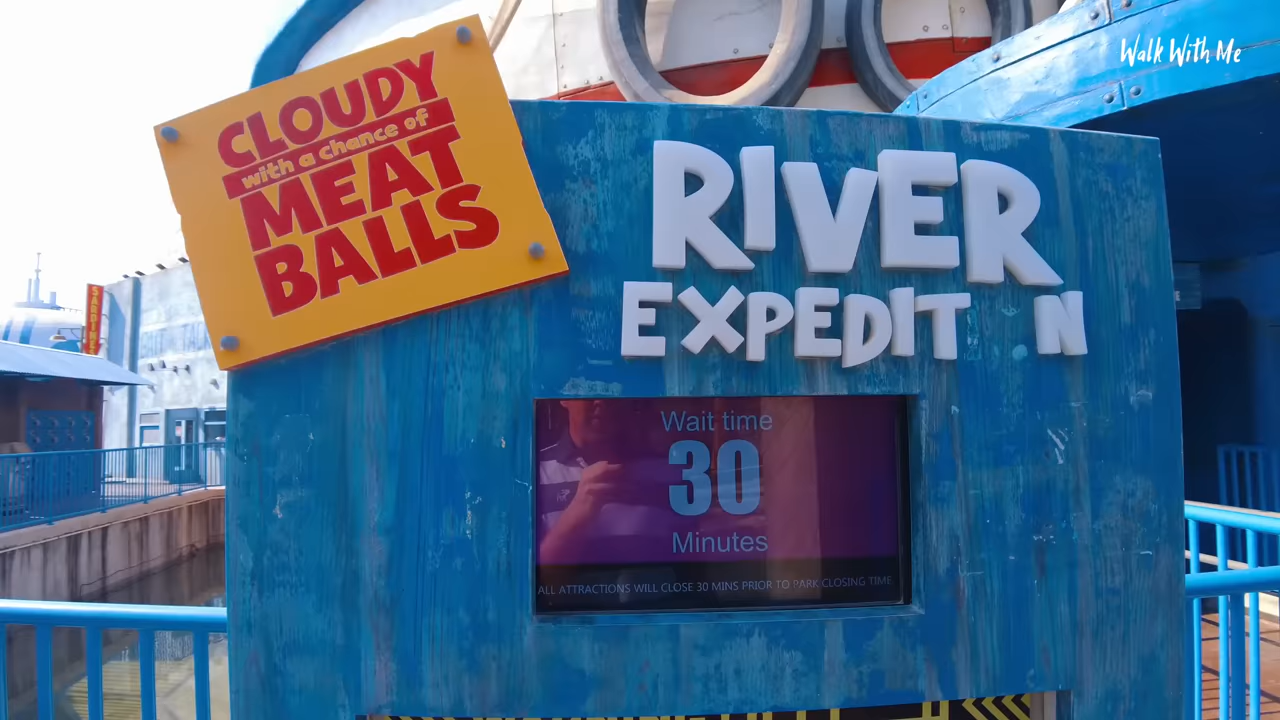 Walk With Me
CLOUDY
with a chance of
MEAT
BALLS
RIVER
EXPEDIT N
Wait time
30
Minutes
ALL ATTRACTIONS WILL CLOSE 30 MINS PRIOR TO PARK CLOSING TIME
SARDINES